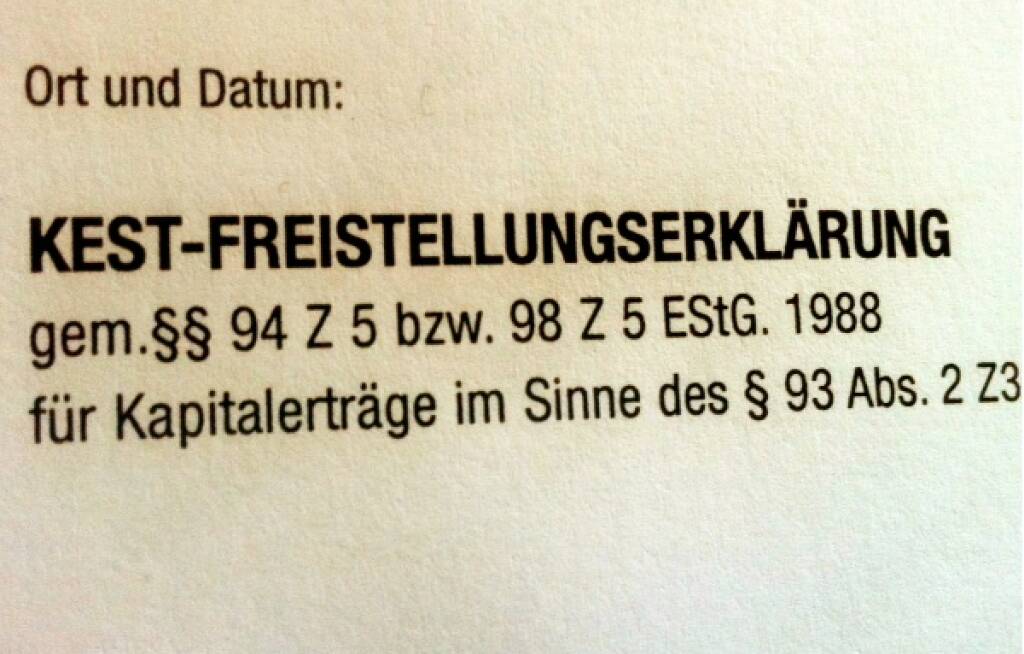 Ort und Datum:
KEST-FREISTELLUNGSERKLÄRUNG
gem.§§ 94 Z 5 bzw. 98 Z 5 EStG. 1988
für Kapitalerträge im Sinne des § 93 Abs. 2 Z3